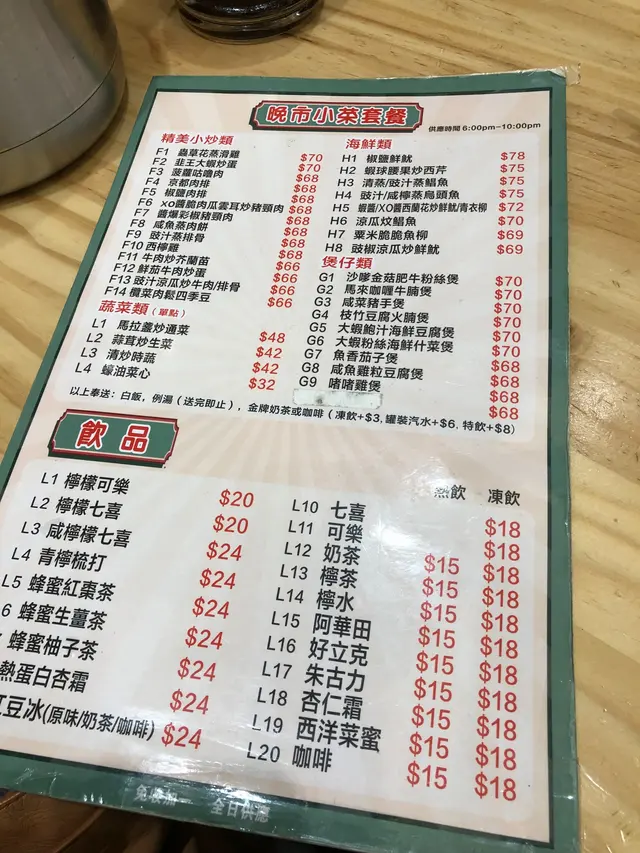 晚市小菜套餐
供應時間 6:00pm-10:00pm
精美小炒類
F1 蟲草花蒸滑雞 $70
F2 韭王大蝦炒蛋 $70
F3 菠蘿咕嚕肉 $68
F4 京都肉排 $68
F5 椒鹽肉排 $68
F6 xo醬脆肉瓜雲耳炒豬頸肉 $68
F7 醬爆彩椒豬頸肉 $68
F8 咸魚蒸肉餅 $68
F9 豉汁蒸排骨 $68
F10 西檸雞 $68
F11 牛肉炒芥蘭苗 $66
F12 鮮茄牛肉炒蛋 $66
F13 豉汁涼瓜炒牛肉/排骨 $66
F14 欖菜肉鬆四季豆 $66
蔬菜類 (單點)
L1 馬拉盞炒通菜 $48
L2 蒜茸炒生菜 $42
L3 清炒時蔬 $42
L4 蠔油菜心 $32
海鮮類
H1 椒鹽鮮魷 $78
H2 蝦球腰果炒西芹 $75
H3 清蒸/豉汁蒸鯧魚 $75
H4 豉汁/咸檸蒸烏頭魚 $75
H5 蝦醬/XO醬西蘭花炒鮮魷/青衣柳 $72
H6 涼瓜炆鯧魚 $70
H7 粟米脆脆魚柳 $69
H8 豉椒涼瓜炒鮮魷 $69
煲仔類
G1 沙嗲金菇肥牛粉絲煲 $70
G2 馬來咖喱牛腩煲 $70
G3 咸菜豬手煲 $70
G4 枝竹豆腐火腩煲 $70
G5 大蝦鮑汁海鮮豆腐煲 $70
G6 大蝦粉絲海鮮什菜煲 $70
G7 魚香茄子煲 $68
G8 咸魚雞粒豆腐煲 $68
G9 啫啫雞煲 $68
以上奉送：白飯，例湯（送完即止），金牌奶茶或咖啡（凍飲+$3,罐裝汽水+$6,特飲+$8）
飲品
L1 檸檬可樂 $20
L2 檸檬七喜 $20
L3 咸檸檬七喜 $24
L4 青檸梳打 $24
L5 蜂蜜紅棗茶 $24
6 蜂蜜生薑茶 $24
蜂蜜柚子茶 $24
熱蛋白杏霜 $24
豆冰(原味/奶茶/咖啡) $24
熱飲 凍飲
L10 七喜 $18
L11 可樂 $18
L12 奶茶 $15 $18
L13 檸茶 $15 $18
L14 檸水 $15 $18
L15 阿華田 $15 $18
L16 好立克 $15 $18
L17 朱古力 $15 $18
L18 杏仁霜 $15 $18
L19 西洋菜蜜 $15 $18
L20 咖啡 $15 $18
全日供應